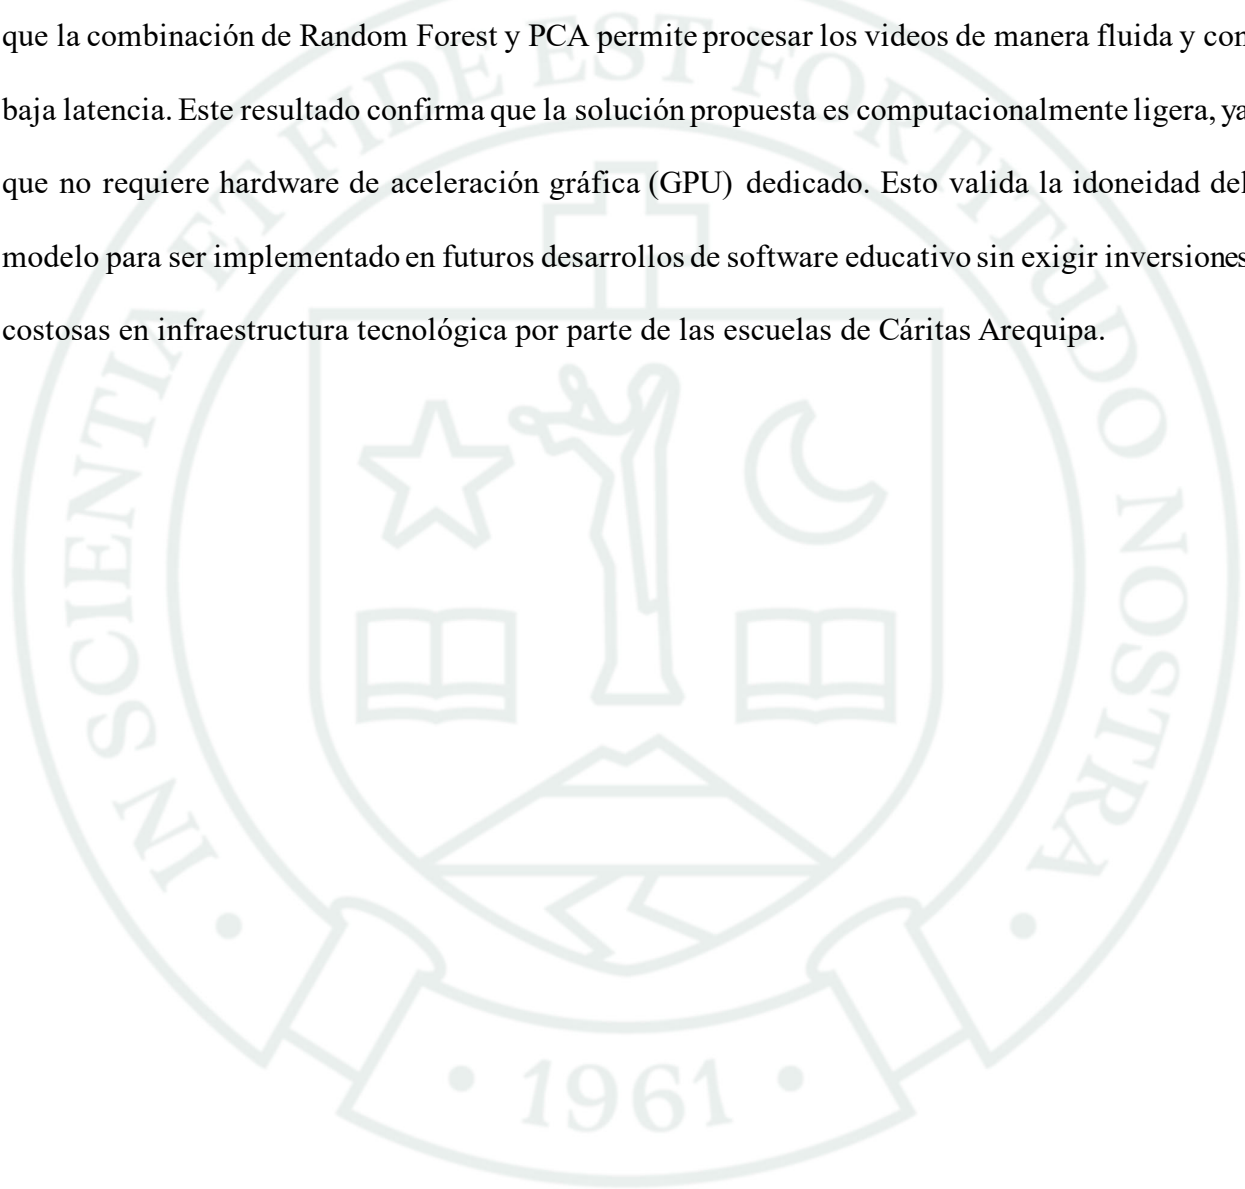 que la combinación de Random Forest y PCA permite procesar los videos de manera fluida y con
baja latencia. Este resultado confirma que la solución propuesta es computacionalmente ligera, ya
que no requiere hardware de aceleración gráfica (GPU) dedicado. Esto valida la idoneidad del
modelo para ser implementado en futuros desarrollos de software educativo sin exigir inversiones
costosas en infraestructura tecnológica por parte de las escuelas de Cáritas Arequipa.
IN SCIENTIA ET FIDE EST FORTITUDO NOSTRA
• 1961 •